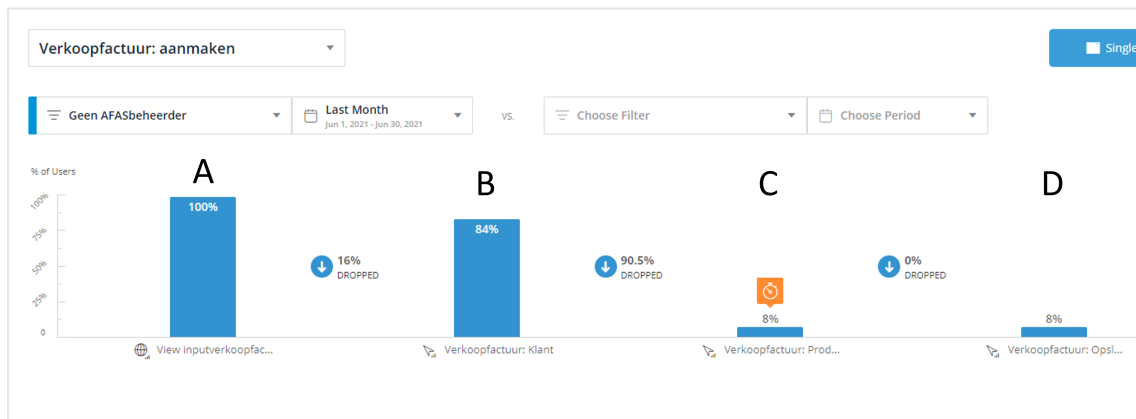 Verkoopfactuur: aanmaken
Single
Geen AFASbeheerder
Last Month
Jun 1, 2021 - Jun 30, 2021
vs.
Choose Filter
Choose Period
% of Users
A
B
C
D
100%
75%
50%
25%
0
100%
84%
8%
8%
16%
DROPPED
90.5%
DROPPED
0%
DROPPED
View inputverkoopfac...
Verkoopfactuur: Klant
Verkoopfactuur: Prod...
Verkoopfactuur: Opsl...